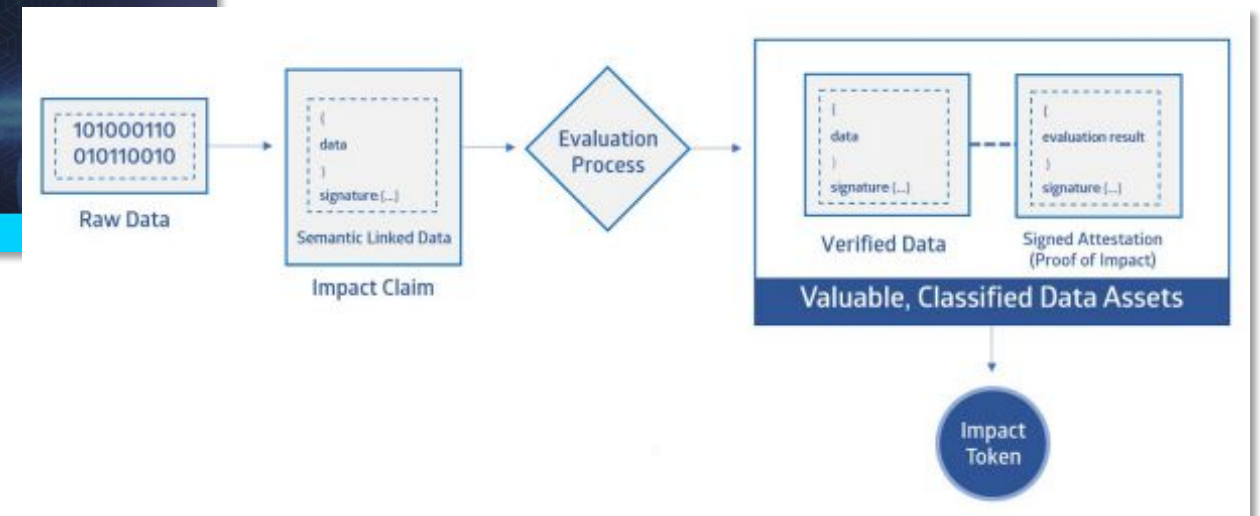 101000110
010110010
Raw Data
{
data
}
signature {...}
Semantic Linked Data
Impact Claim
Evaluation
Process
{
data
}
signature {...}
Verified Data
{
evaluation result
}
signature {...}
Signed Attestation
(Proof of Impact)
Valuable, Classified Data Assets
Impact
Token